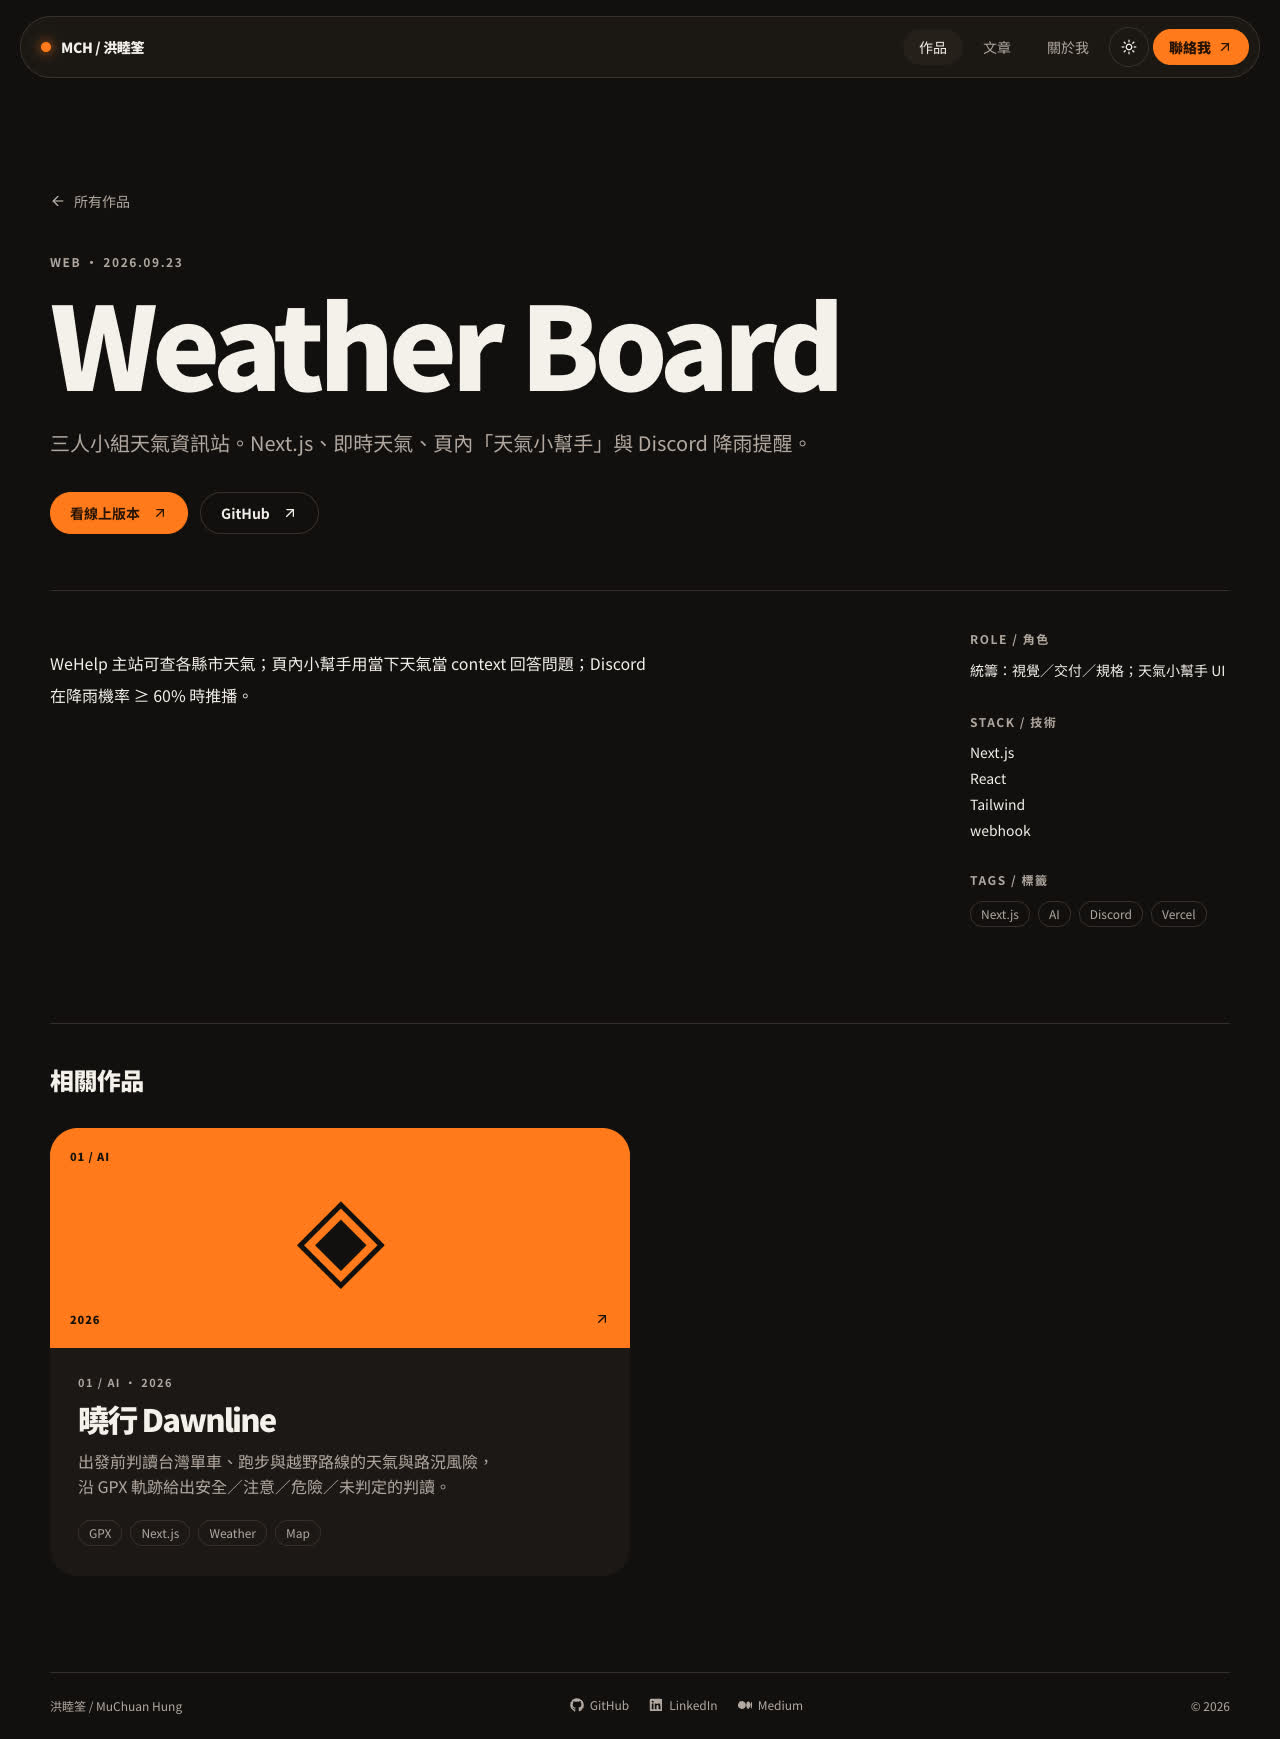 MCH / 洪睦筌
作品
文章
關於我
聯絡我
所有作品
WEB · 2026.09.23
Weather Board
三人小組天氣資訊站。Next.js、即時天氣、頁內「天氣小幫手」與 Discord 降雨提醒。
看線上版本
GitHub
WeHelp 主站可查各縣市天氣；頁內小幫手用當下天氣當 context 回答問題；Discord
在降雨機率 ≥ 60% 時推播。
ROLE / 角色
統籌：視覺／交付／規格；天氣小幫手 UI
STACK / 技術
Next.js
React
Tailwind
webhook
TAGS / 標籤
Next.js
AI
Discord
Vercel
相關作品
01 / AI
2026
01 / AI · 2026
曉行 Dawnline
出發前判讀台灣單車、跑步與越野路線的天氣與路況風險，
沿 GPX 軌跡給出安全／注意／危險／未判定的判讀。
GPX
Next.js
Weather
Map
洪睦筌 / MuChuan Hung
GitHub
LinkedIn
Medium
© 2026